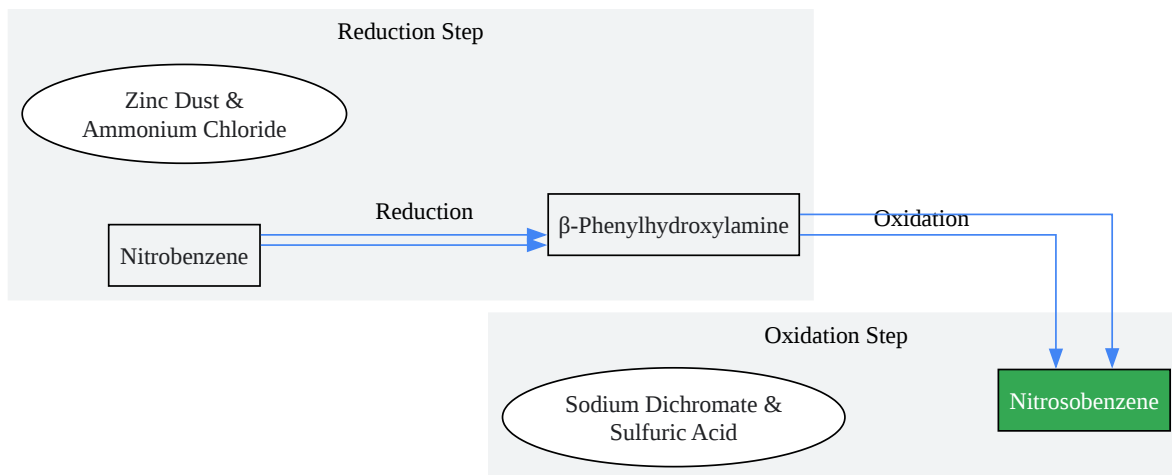 Reduction Step
Zinc Dust &
Ammonium Chloride
Reduction
Nitrobenzene
β-Phenylhydroxylamine
Oxidation
Oxidation Step
Sodium Dichromate &
Sulfuric Acid
Nitrosobenzene